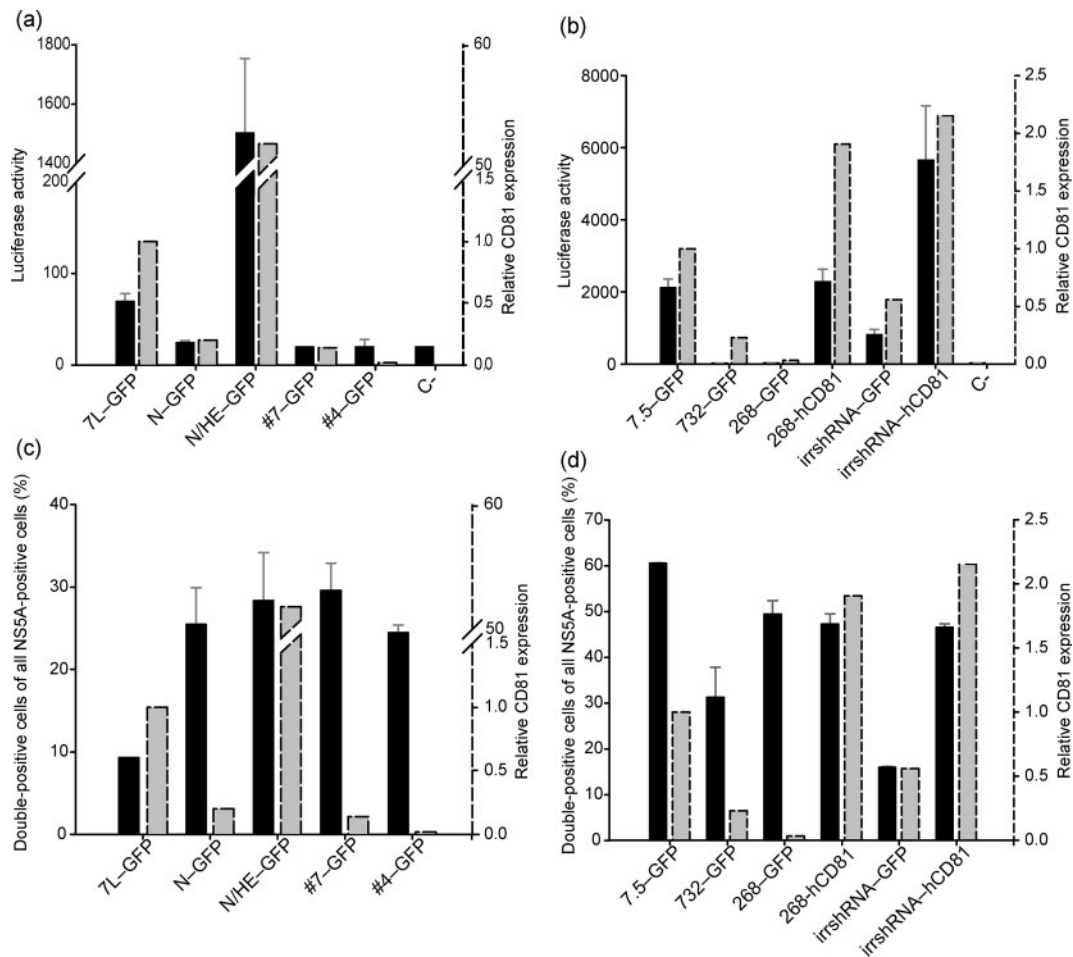 (a)
Luciferase activity
1800
1600
1400
200
100
0
60
50
1.5
1.0
0.5
0.0
Relative CD81 expression
7L–GFP
N–GFP
N/HE–GFP
#7–GFP
#4–GFP
C-
(b)
Luciferase activity
8000
6000
4000
2000
0
2.5
2.0
1.5
1.0
0.5
0.0
Relative CD81 expression
7.5–GFP
732–GFP
268–GFP
268-hCD81
irrshRNA–GFP
irrshRNA–hCD81
C-
(c)
Double-positive cells of all NS5A-positive cells (%)
40
30
20
10
0
60
50
1.5
1.0
0.5
0.0
Relative CD81 expression
7L–GFP
N–GFP
N/HE–GFP
#7–GFP
#4–GFP
(d)
Double-positive cells of all NS5A-positive cells (%)
70
60
50
40
30
20
10
0
2.5
2.0
1.5
1.0
0.5
0.0
Relative CD81 expression
7.5–GFP
732–GFP
268–GFP
268-hCD81
irrshRNA–GFP
irrshRNA–hCD81